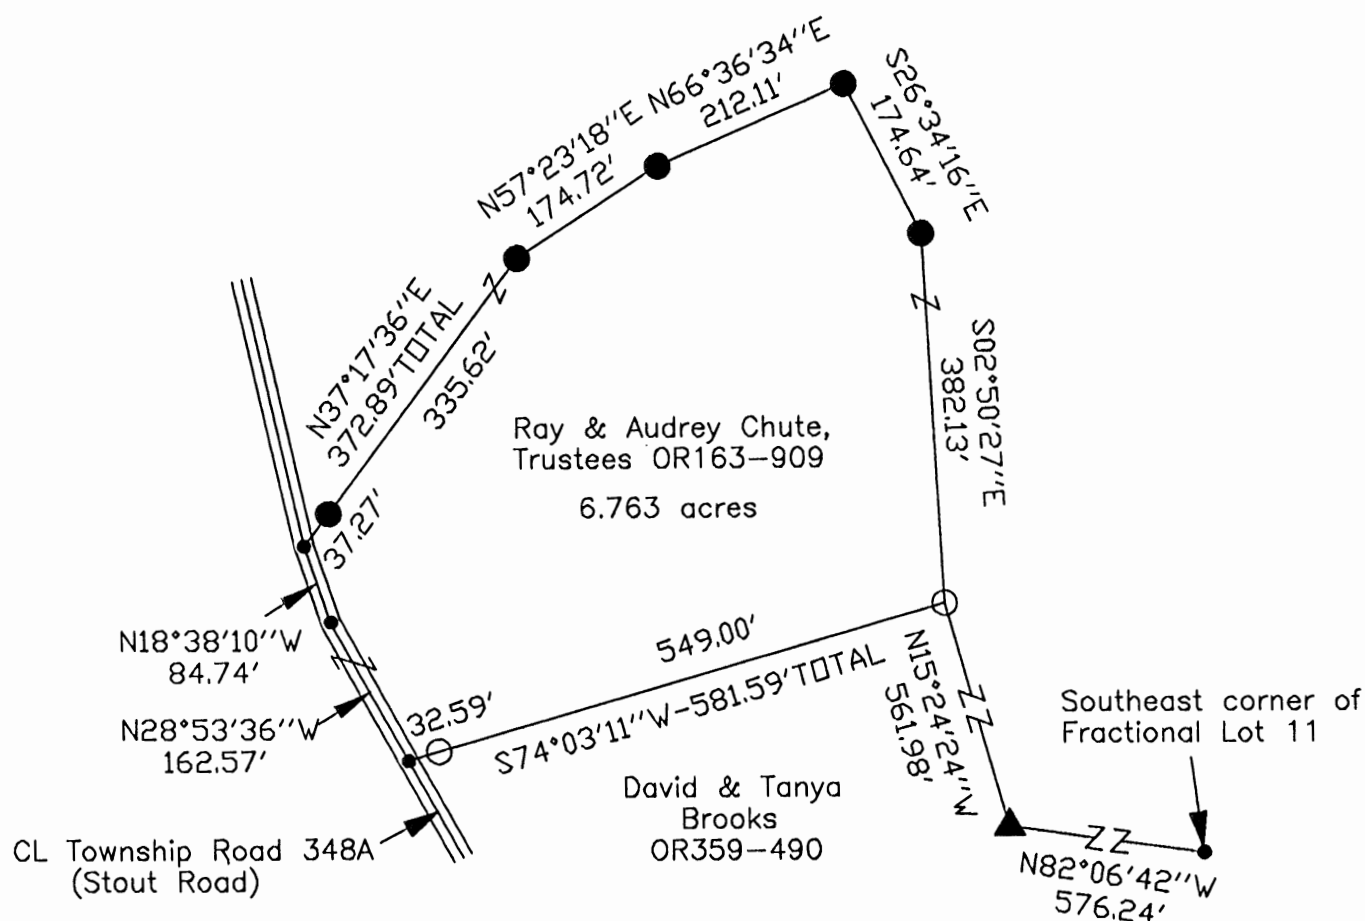 N57°23'18''E
174.72'
N66°36'34''E
212.11'
S26°34'16''E
174.64'
N37°17'36''E
372.89'TOTAL
335.62'
37.27'
S02°50'27''E
382.13'
Ray & Audrey Chute,
Trustees OR163-909
6.763 acres
N18°38'10''W
84.74'
N28°53'36''W
162.57'
32.59'
549.00'
S74°03'11''W-581.59'TOTAL
N15°24'24''W
561.98'
Southeast corner of
Fractional Lot 11
David & Tanya
Brooks
OR359-490
CL Township Road 348A
(Stout Road)
N82°06'42''W
576.24'